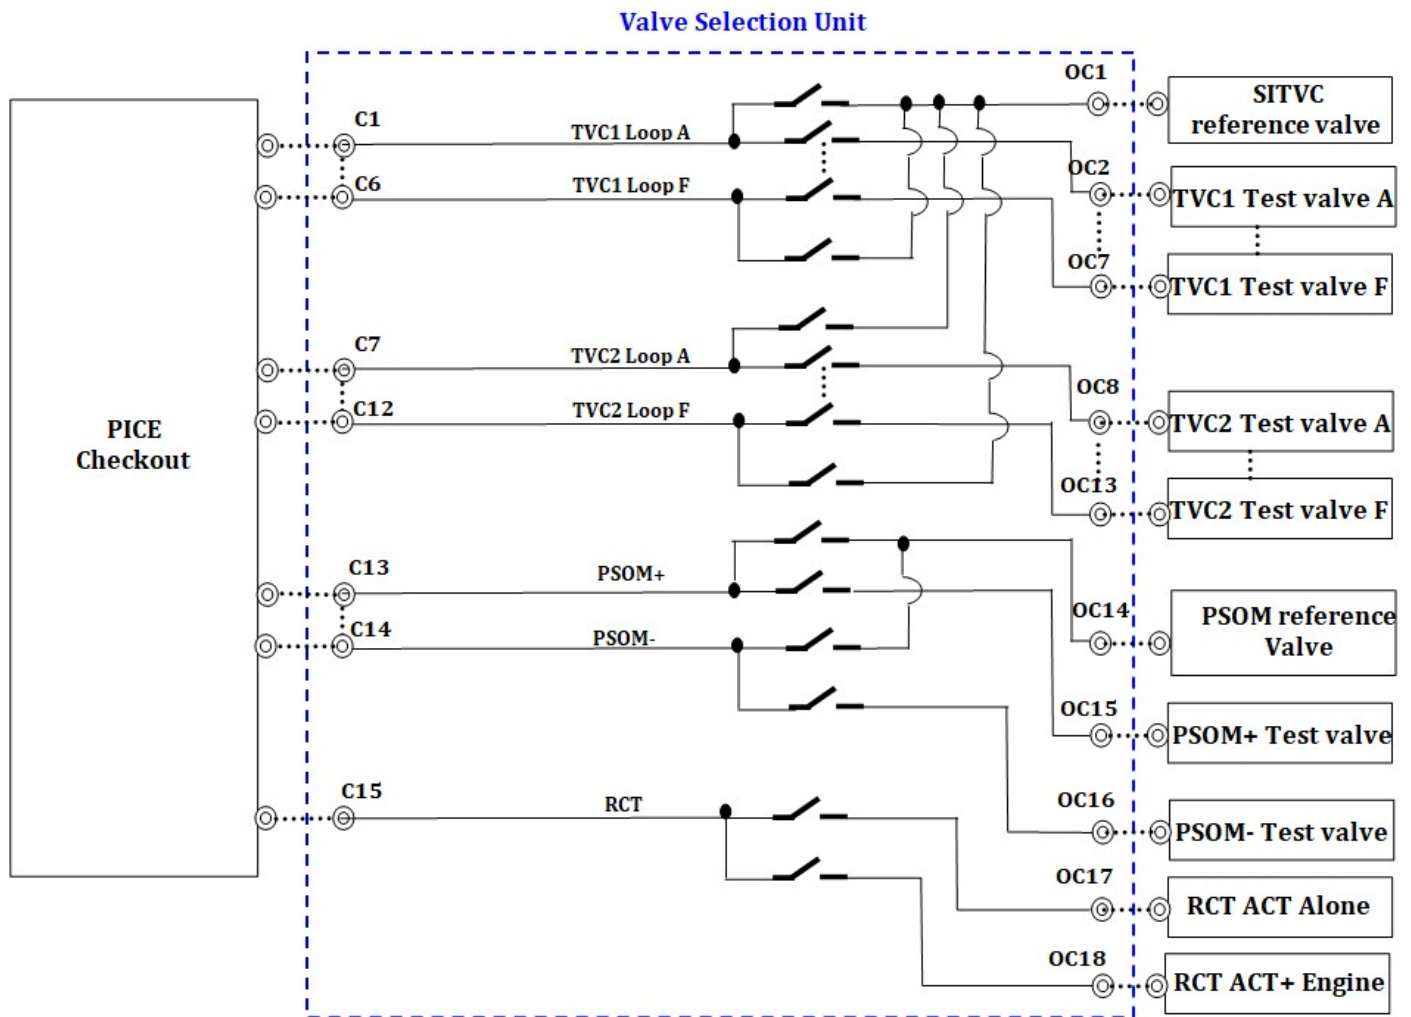 Valve Selection Unit
PICE
Checkout
C1
TVC1 Loop A
C6
TVC1 Loop F
C7
TVC2 Loop A
C12
TVC2 Loop F
C13
PSOM+
C14
PSOM-
C15
RCT
OC1
SITVC
reference valve
OC2
TVC1 Test valve A
OC7
TVC1 Test valve F
OC8
TVC2 Test valve A
OC13
TVC2 Test valve F
OC14
PSOM reference
Valve
OC15
PSOM+ Test valve
OC16
PSOM- Test valve
OC17
RCT ACT Alone
OC18
RCT ACT+ Engine